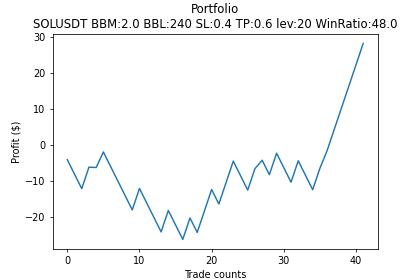 Portfolio
SOLUSDT BBM:2.0 BBL:240 SL:0.4 TP:0.6 lev:20 WinRatio:48.0
30
20
10
0
−10
−20
Profit ($)
0
10
20
30
40
Trade counts